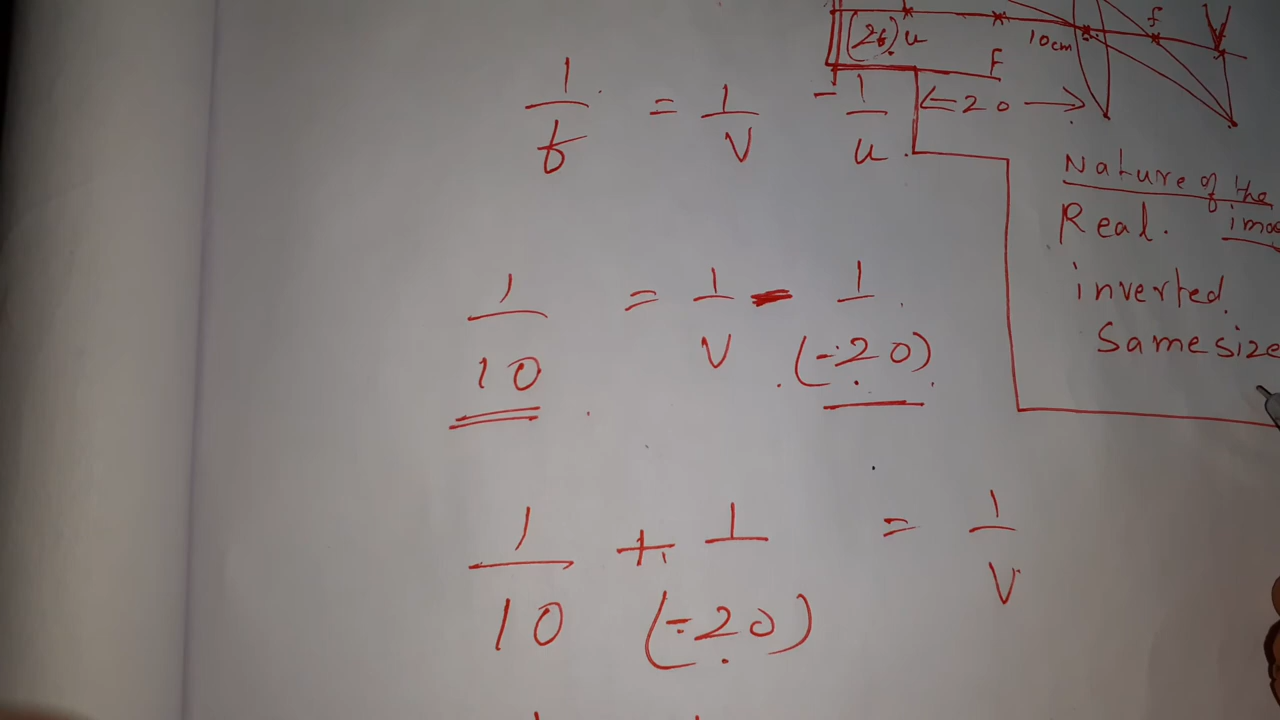 (2f) u 10cm f V
F
1/f = 1/V - 1/u ← 20 →
Nature of the
Real. ima
inverted.
Same size
1/10 = 1/V - 1/(-20)
1/10 + 1/(-20) = 1/V